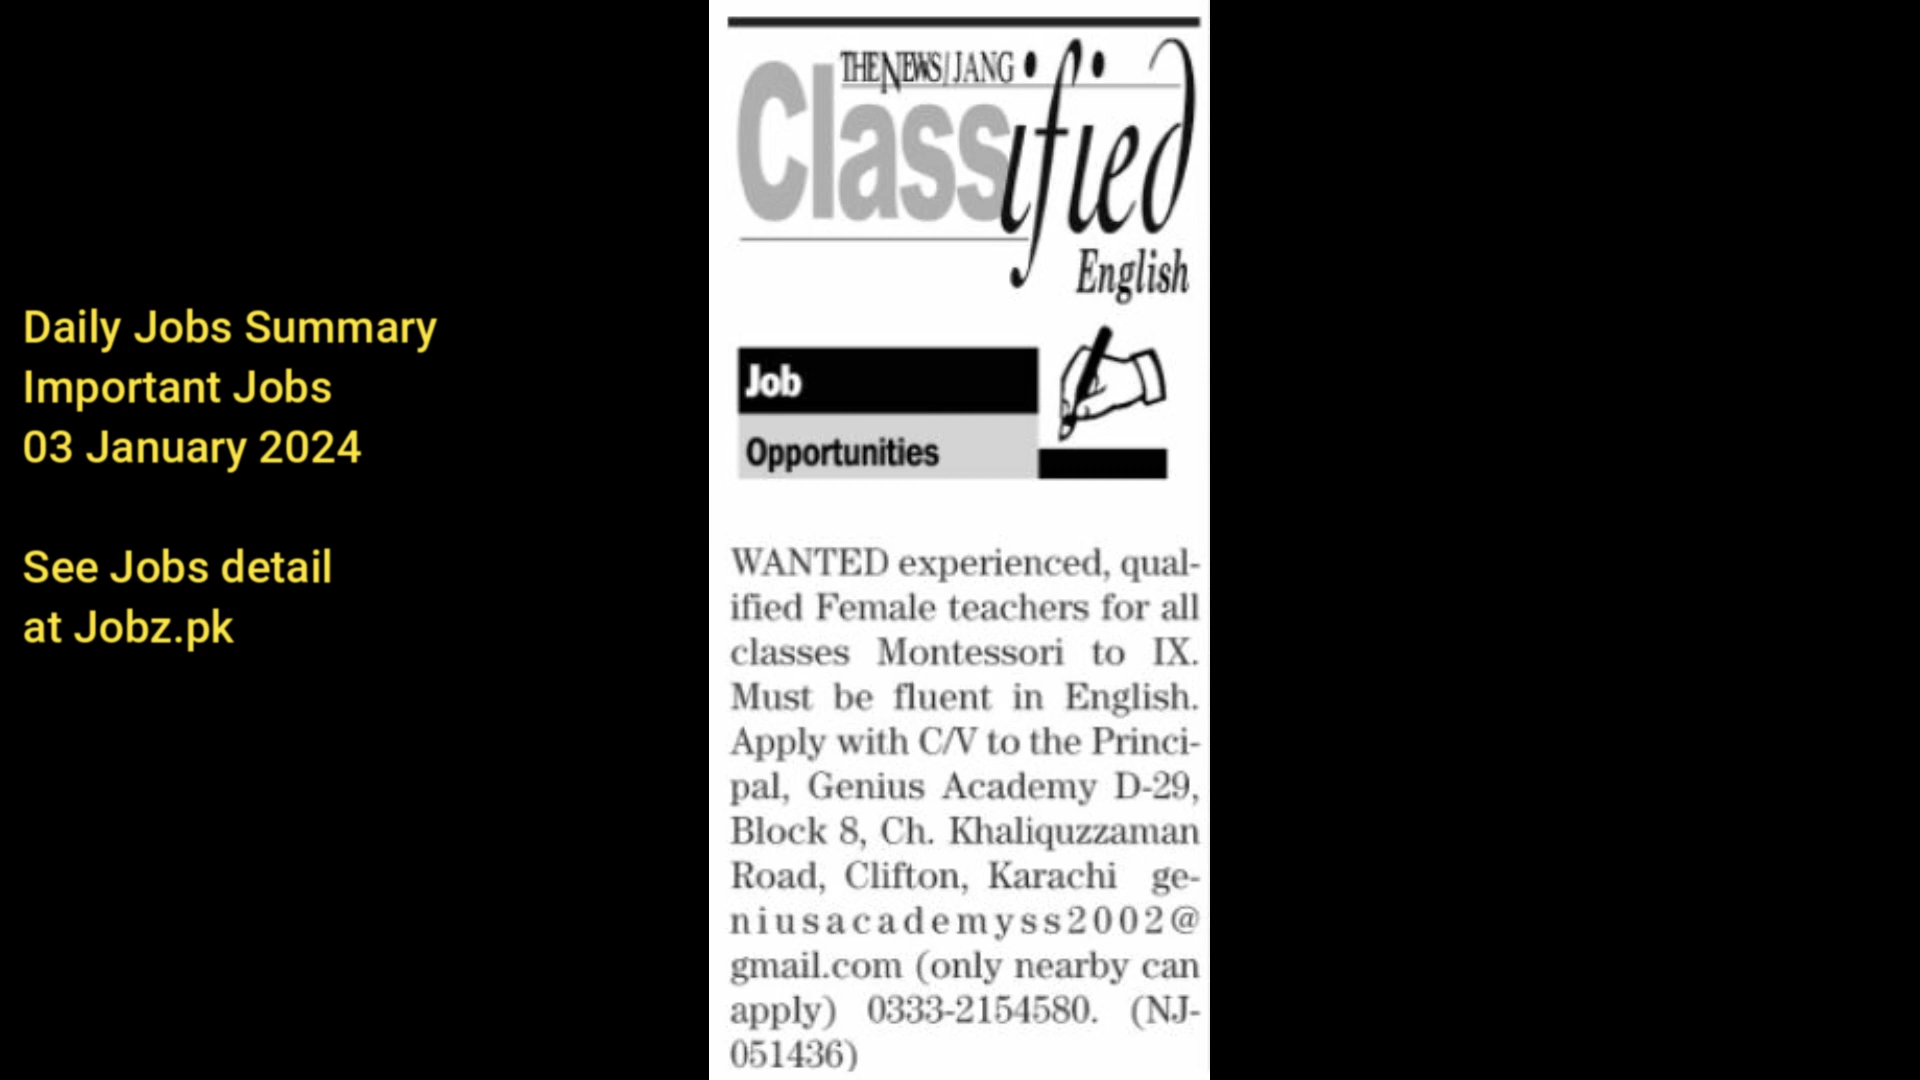 Daily Jobs Summary
Important Jobs
03 January 2024
See Jobs detail
at Jobz.pk
THE NEWS/JANG
Classified
English
Job
Opportunities
WANTED experienced, qual-
ified Female teachers for all
classes Montessori to IX.
Must be fluent in English.
Apply with C/V to the Princi-
pal, Genius Academy D-29,
Block 8, Ch. Khaliquzzaman
Road, Clifton, Karachi ge-
niusacademyss2002@
gmail.com (only nearby can
apply) 0333-2154580. (NJ-
051436)